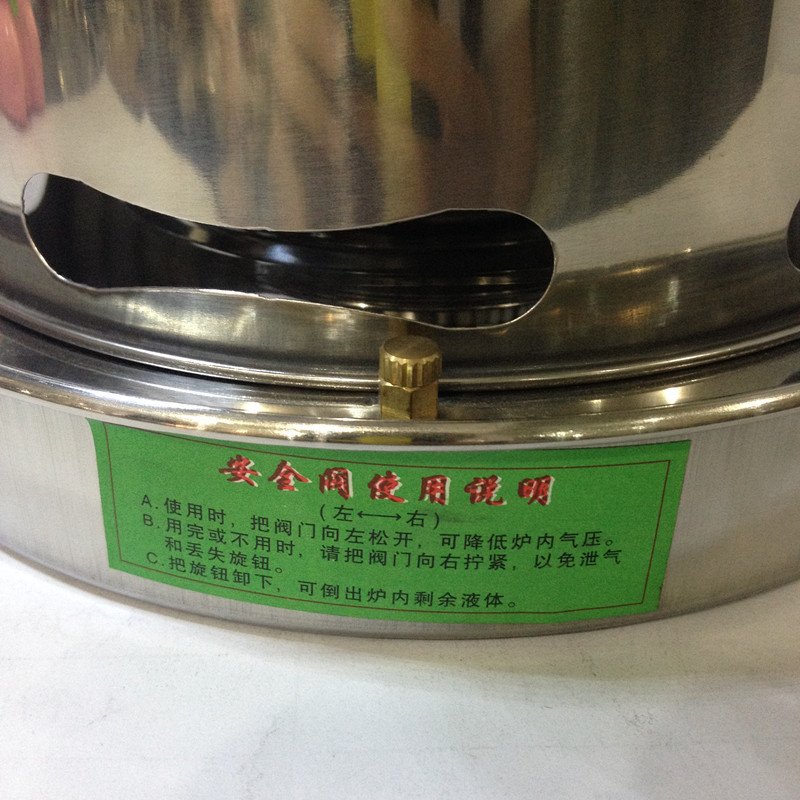 安全阀使用说明
(左←→右)
A.使用时，把阀门向左松开，可降低炉内气压。
B.用完或不用时，请把阀门向右拧紧，以免泄气
和丢失旋钮。
C.把旋钮卸下，可倒出炉内剩余液体。